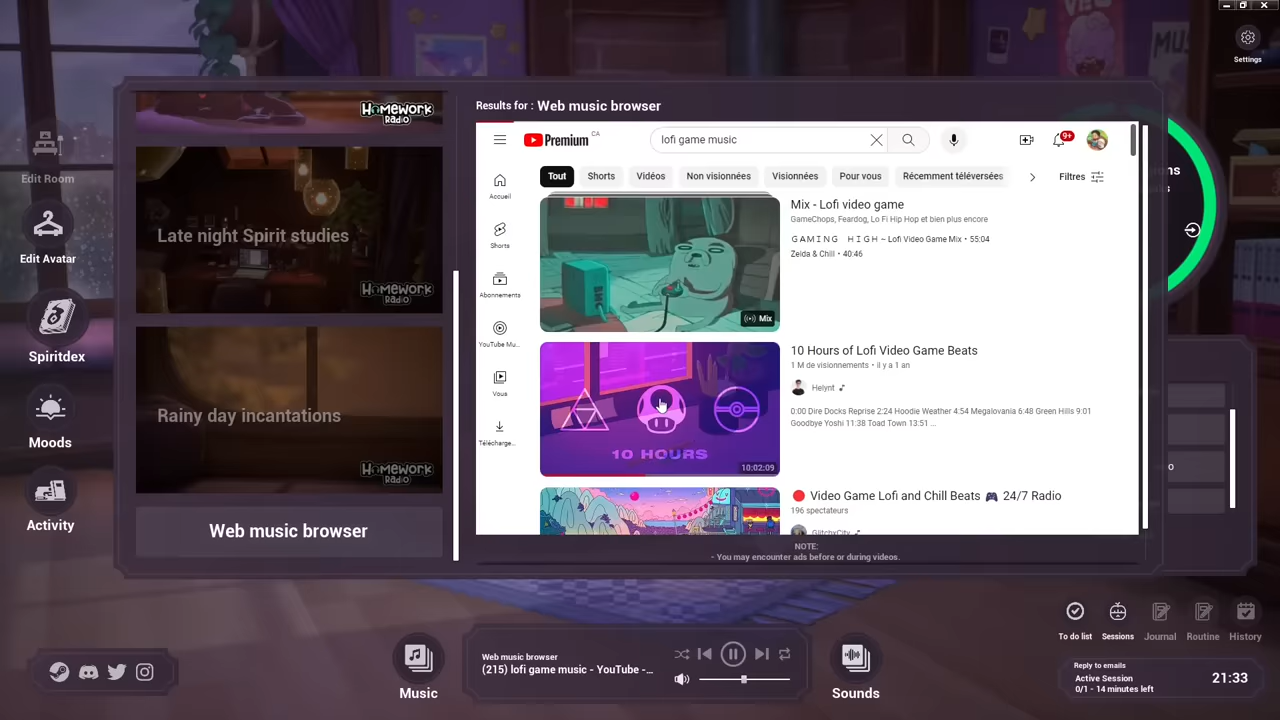 Settings
Edit Room
Edit Avatar
Spiritdex
Moods
Activity
HOMEWORK
RADiO
Late night Spirit studies
HOMEWORK
RADiO
Rainy day incantations
HOMEWORK
RADiO
Web music browser
Results for : Web music browser
Premium CA
lofi game music
9+
Tout
Shorts
Vidéos
Non visionnées
Visionnées
Pour vous
Récemment téléversées
Filtres
Accueil
Shorts
Abonnements
YouTube Mu...
Vous
Télécharge...
Mix
Mix - Lofi video game
GameChops, Feardog, Lo Fi Hip Hop et bien plus encore
GAMING HIGH – Lofi Video Game Mix • 55:04
Zelda & Chill • 40:46
10 HOURS
10:02:09
10 Hours of Lofi Video Game Beats
1 M de visionnements • il y a 1 an
Helynt
0:00 Dire Docks Reprise 2:24 Hoodie Weather 4:54 Megalovania 6:48 Green Hills 9:01
Goodbye Yoshi 11:38 Toad Town 13:51 ...
🔴 Video Game Lofi and Chill Beats 🎮 24/7 Radio
196 spectateurs
GlitchxCity
NOTE:
- You may encounter ads before or during videos.
Music
Web music browser
(215) lofi game music - YouTube -...
Sounds
To do list
Sessions
Journal
Routine
History
Reply to emails
Active Session
0/1 - 14 minutes left
21:33